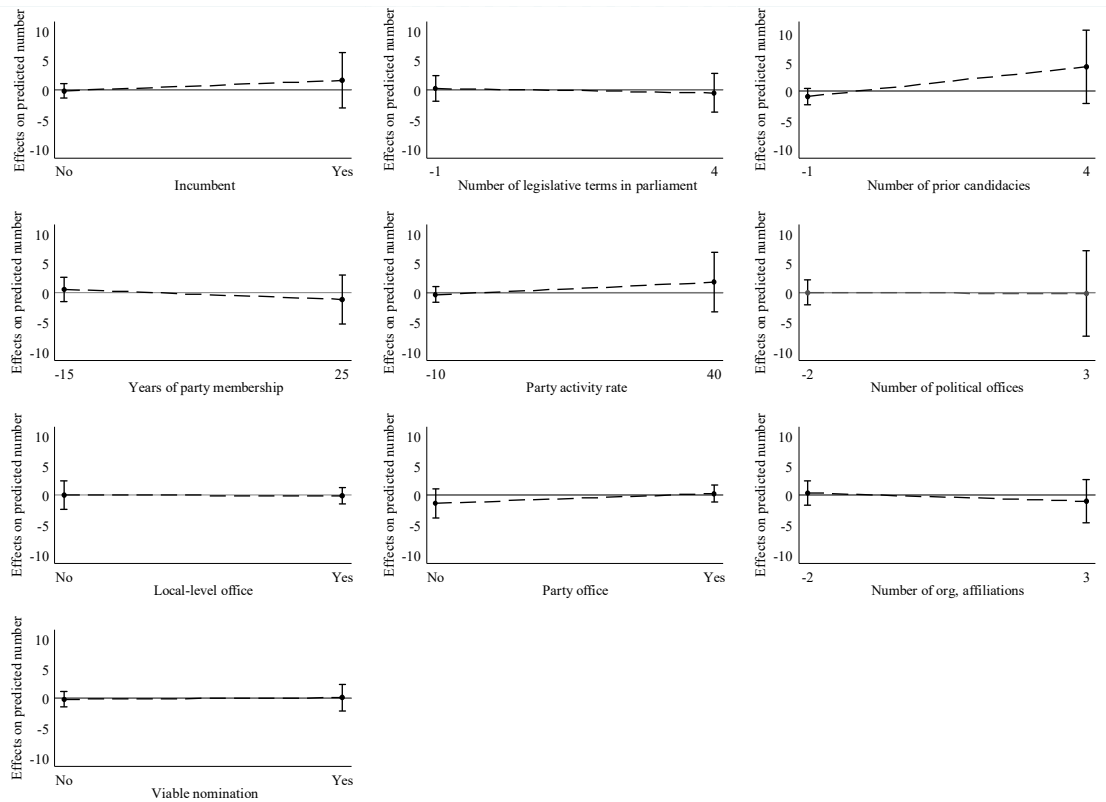 Effects on predicted number
10
5
0
-5
-10
No
Yes
Incumbent
Effects on predicted number
10
5
0
-5
-10
-1
4
Number of legislative terms in parliament
Effects on predicted number
10
5
0
-5
-10
-1
4
Number of prior candidacies
Effects on predicted number
10
5
0
-5
-10
-15
25
Years of party membership
Effects on predicted number
10
5
0
-5
-10
-10
40
Party activity rate
Effects on predicted number
10
5
0
-5
-10
-2
3
Number of political offices
Effects on predicted number
10
5
0
-5
-10
No
Yes
Local-level office
Effects on predicted number
10
5
0
-5
-10
No
Yes
Party office
Effects on predicted number
10
5
0
-5
-10
-2
3
Number of org, affiliations
Effects on predicted number
10
5
0
-5
-10
No
Yes
Viable nomination